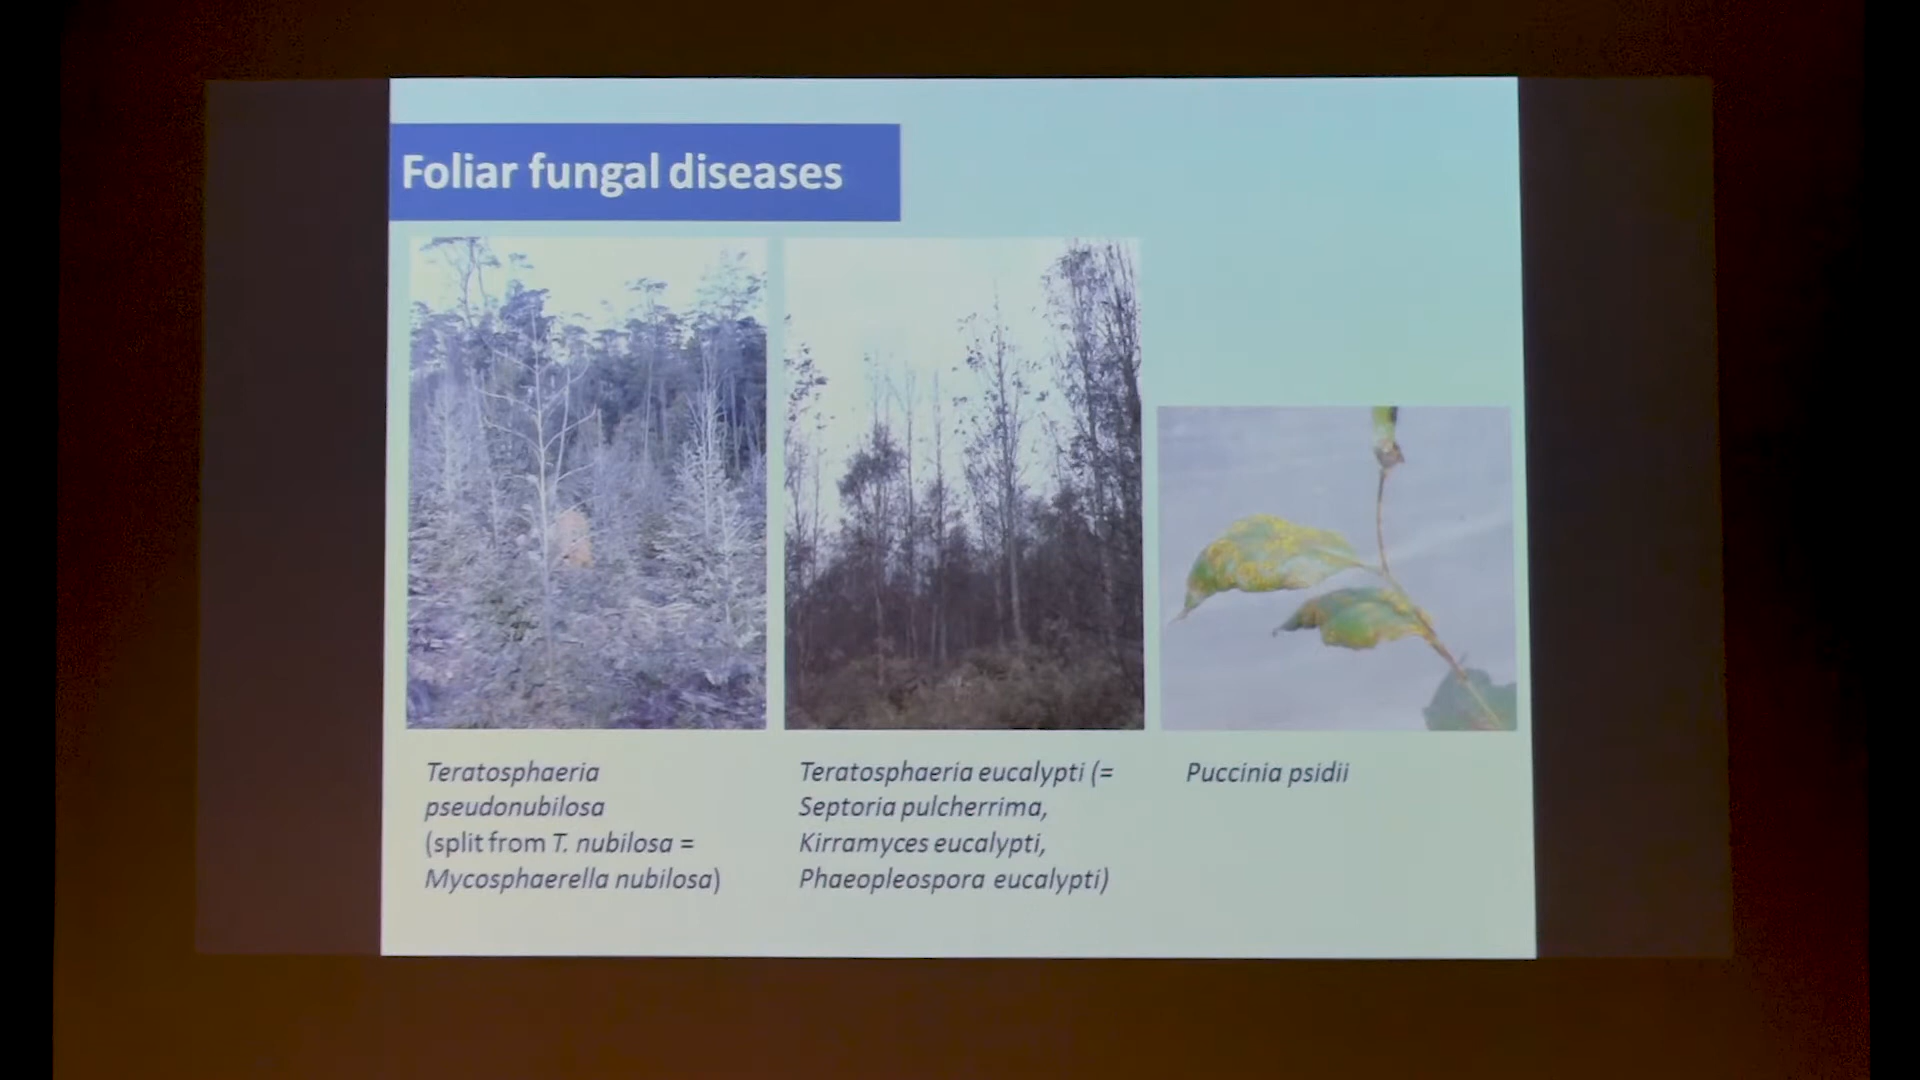 Foliar fungal diseases
Teratosphaeria
pseudonubilosa
(split from T. nubilosa =
Mycosphaerella nubilosa)
Teratosphaeria eucalypti (=
Septoria pulcherrima,
Kirramyces eucalypti,
Phaeopleospora eucalypti)
Puccinia psidii